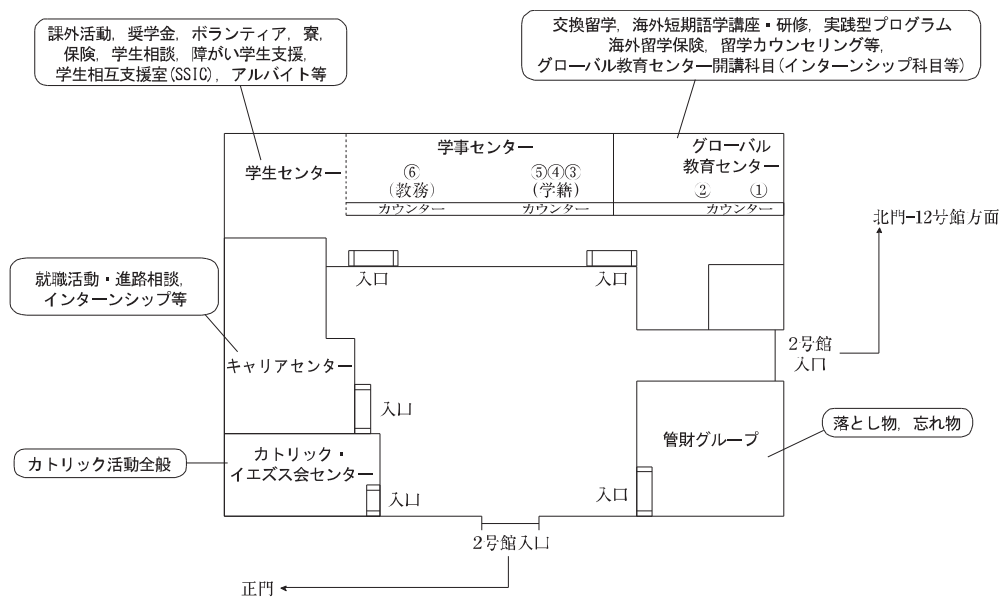 課外活動, 奨学金, ボランティア, 寮,
保険, 学生相談, 障がい学生支援,
学生相互支援室(SSIC), アルバイト等
交換留学, 海外短期語学講座・研修, 実践型プログラム
海外留学保険, 留学カウンセリング等,
グローバル教育センター開講科目(インターンシップ科目等)
学生センター
学事センター
⑥
(教務)
カウンター
⑤④③
(学籍)
カウンター
グローバル
教育センター
② ①
カウンター
北門−12号館方面
入口
入口
就職活動・進路相談,
インターンシップ等
キャリアセンター
入口
2号館
入口
管財グループ
入口
落とし物, 忘れ物
カトリック活動全般
カトリック・
イエズス会センター
入口
2号館入口
正門